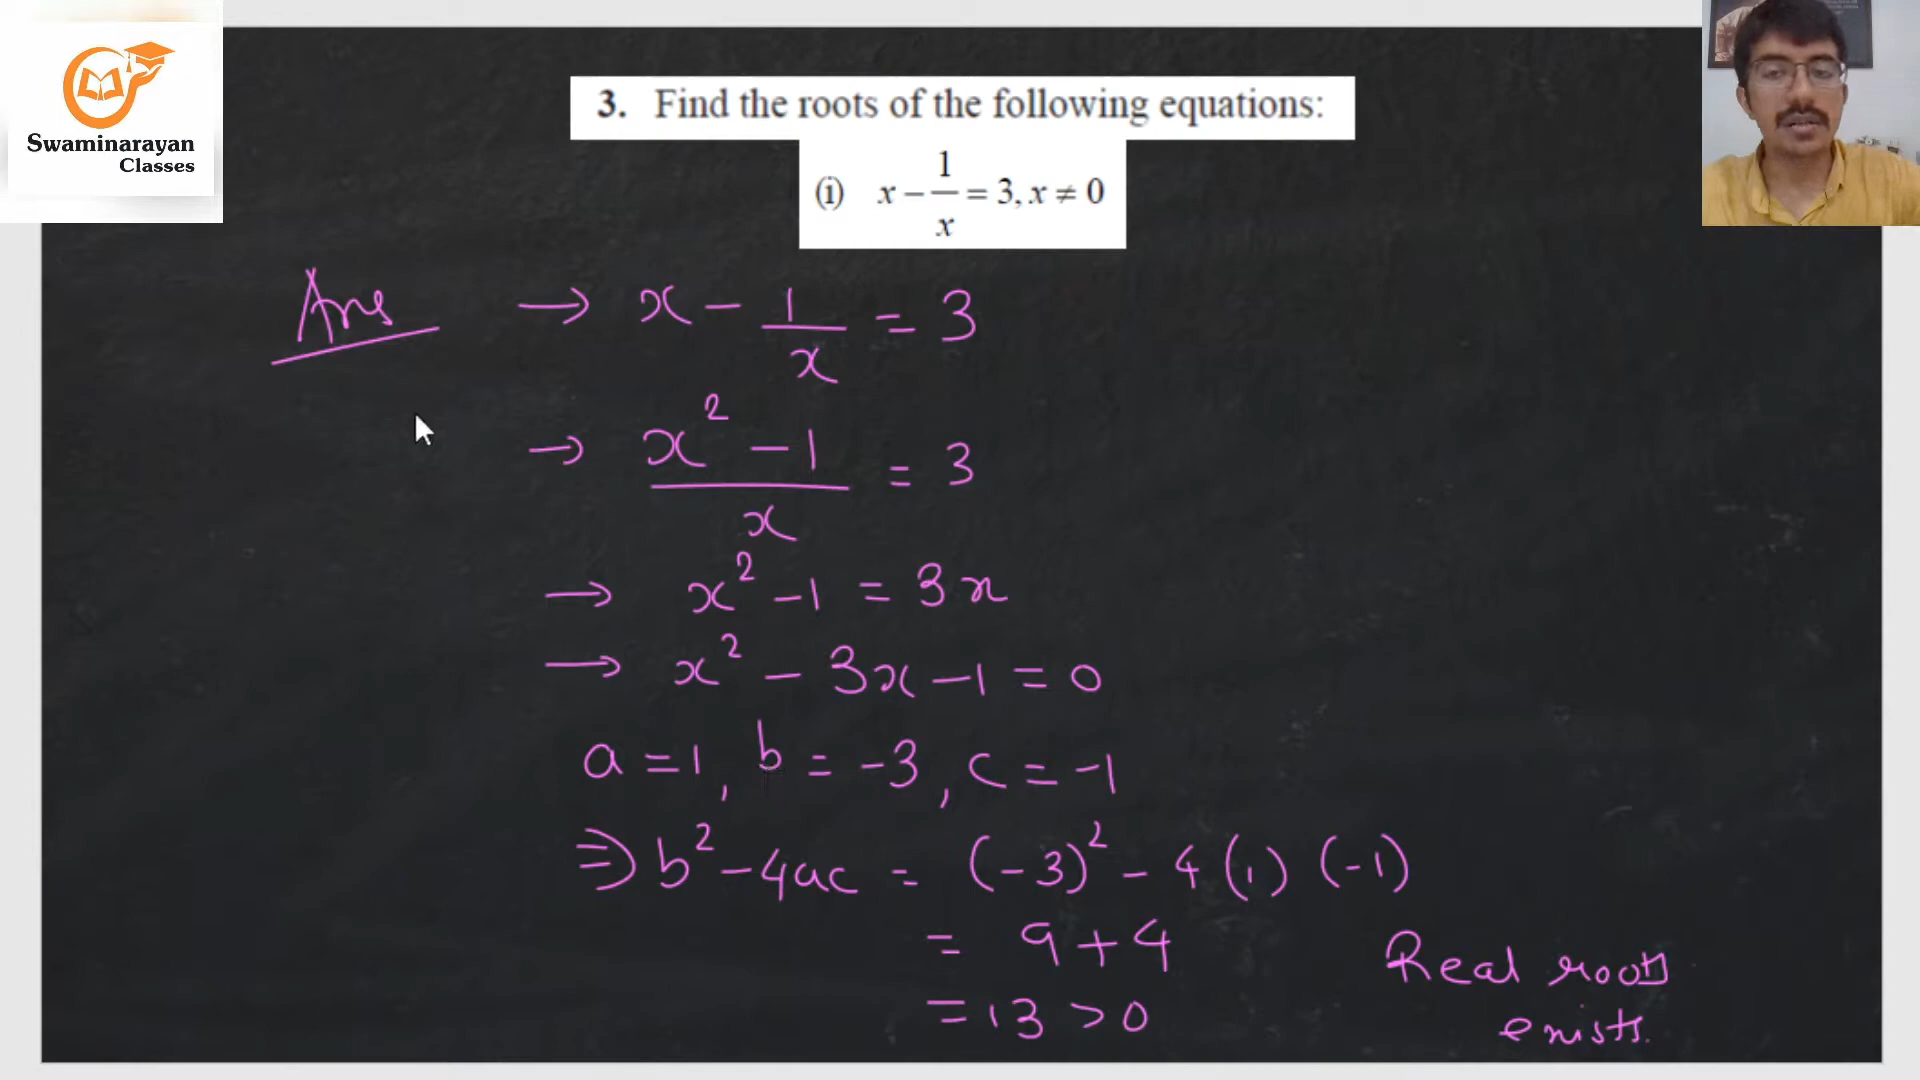 Swaminarayan
Classes
3. Find the roots of the following equations:
(i) x - 1/x = 3, x ≠ 0
Ans → x - 1/x = 3
→ x² - 1 / x = 3
→ x² - 1 = 3x
→ x² - 3x - 1 = 0
a = 1, b = -3, c = -1
⇒ b² - 4ac = (-3)² - 4 (1) (-1)
= 9 + 4
= 13 > 0
Real roots
exists.